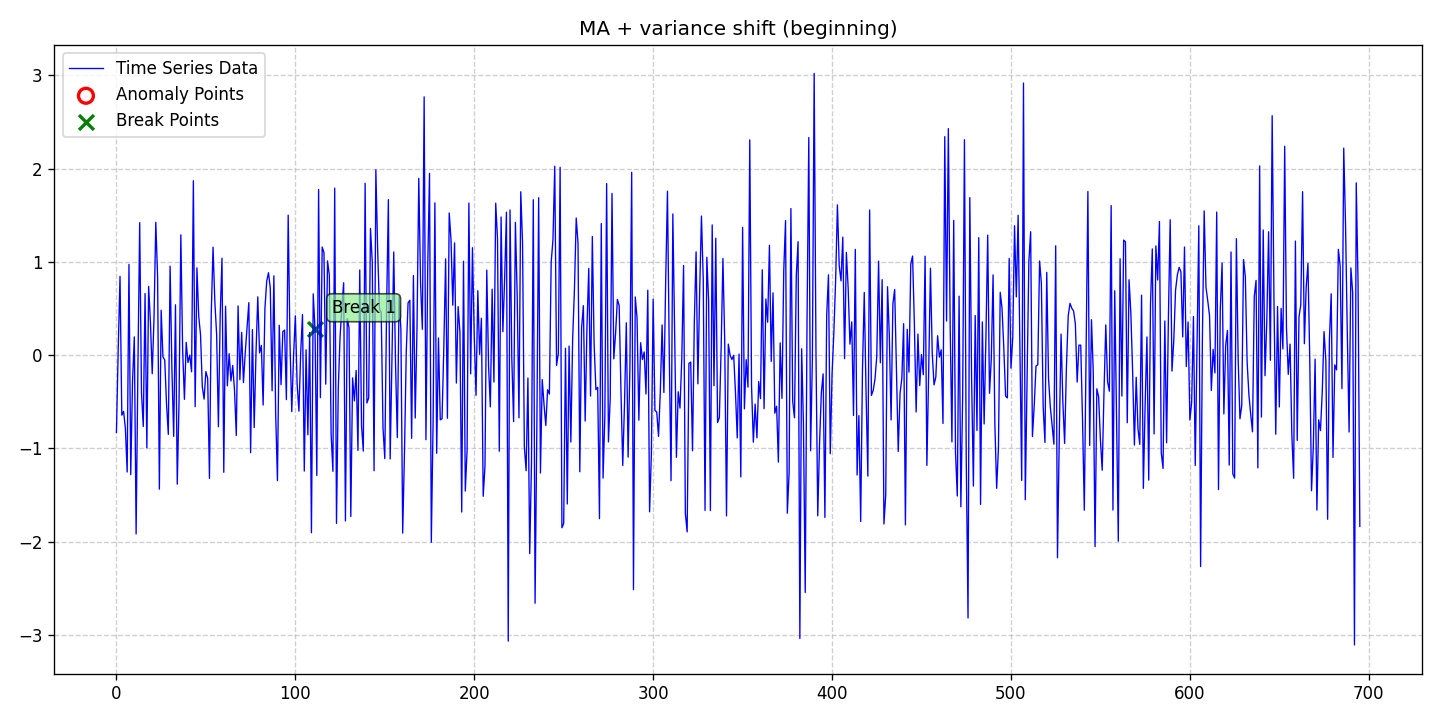 MA + variance shift (beginning)
Time Series Data
Anomaly Points
Break Points
Break 1
3
2
1
0
−1
−2
−3
0 100 200 300 400 500 600 700